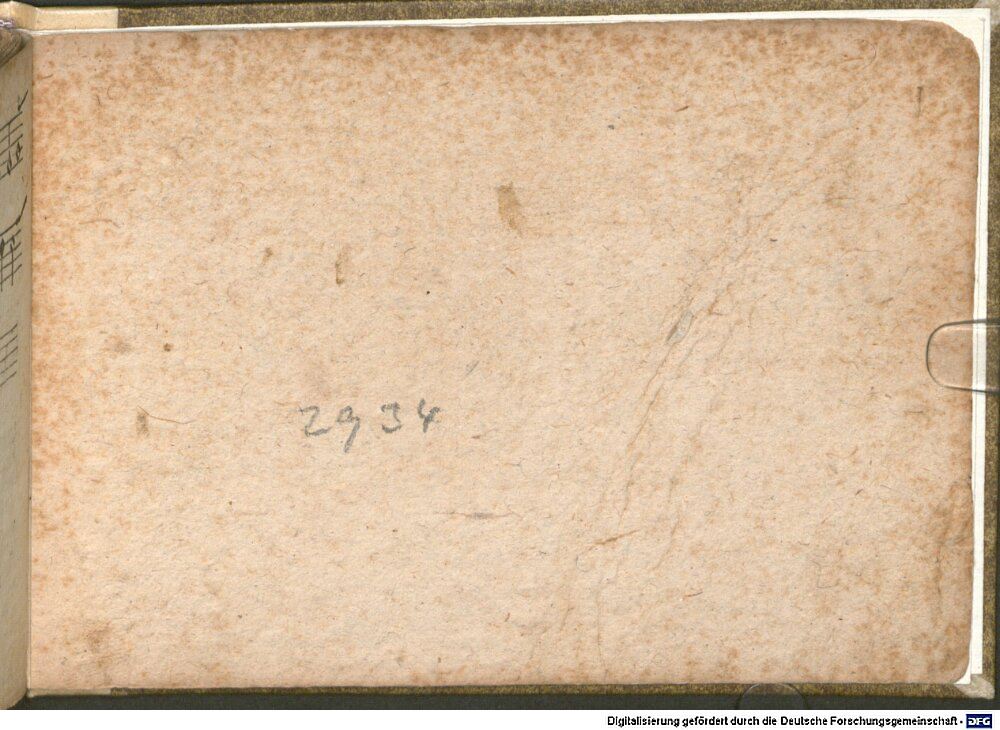 2934
Digitalisierung gefördert durch die Deutsche Forschungsgemeinschaft - DFG